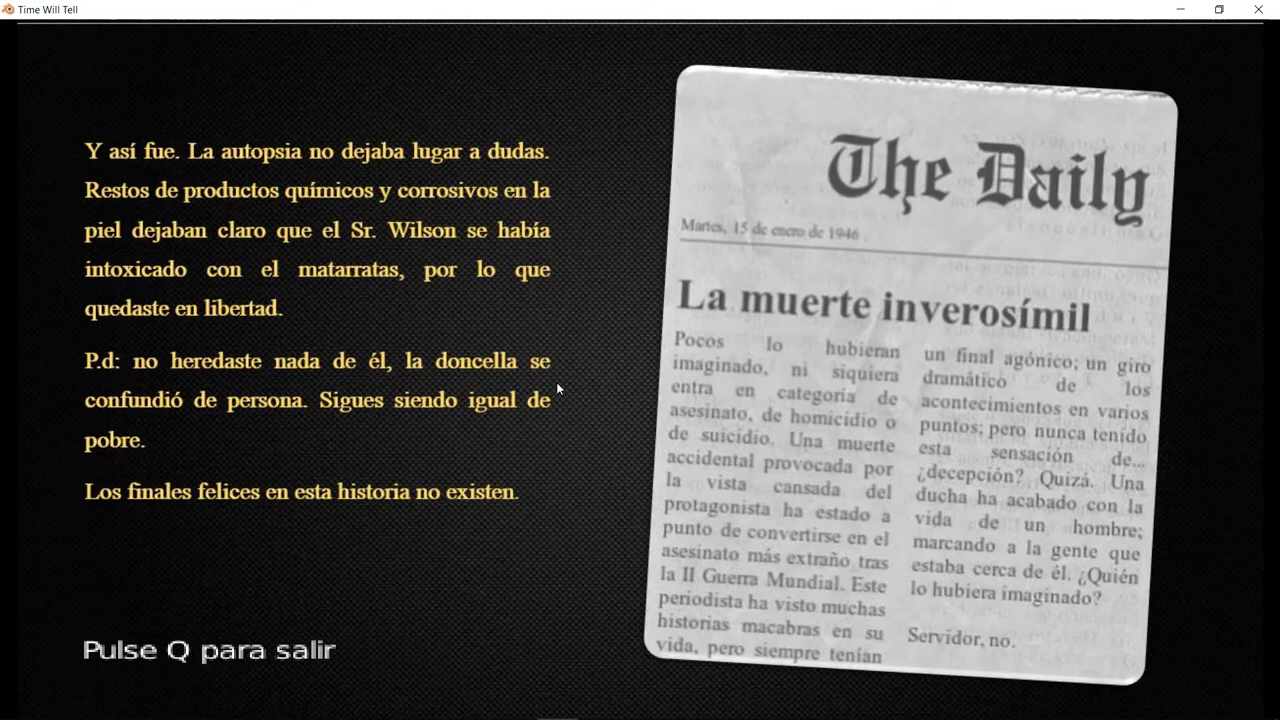 Time Will Tell
Y así fue. La autopsia no dejaba lugar a dudas.
Restos de productos químicos y corrosivos en la
piel dejaban claro que el Sr. Wilson se había
intoxicado con el matarratas, por lo que
quedaste en libertad.
P.d: no heredaste nada de él, la doncella se
confundió de persona. Sigues siendo igual de
pobre.
Los finales felices en esta historia no existen.
Pulse Q para salir
The Daily
Martes, 15 de enero de 1946
La muerte inverosímil
Pocos lo hubieran
imaginado, ni siquiera
entra en categoría de
asesinato, de homicidio o
de suicidio. Una muerte
accidental provocada por
la vista cansada del
protagonista ha estado a
punto de convertirse en el
asesinato más extraño tras
la II Guerra Mundial. Este
periodista ha visto muchas
historias macabras en su
vida, pero siempre tenían
un final agónico; un giro
dramático de los
acontecimientos en varios
puntos; pero nunca tenido
esta sensación de...
¿decepción? Quizá. Una
ducha ha acabado con la
vida de un hombre;
marcando a la gente que
estaba cerca de él. ¿Quién
lo hubiera imaginado?
Servidor, no.